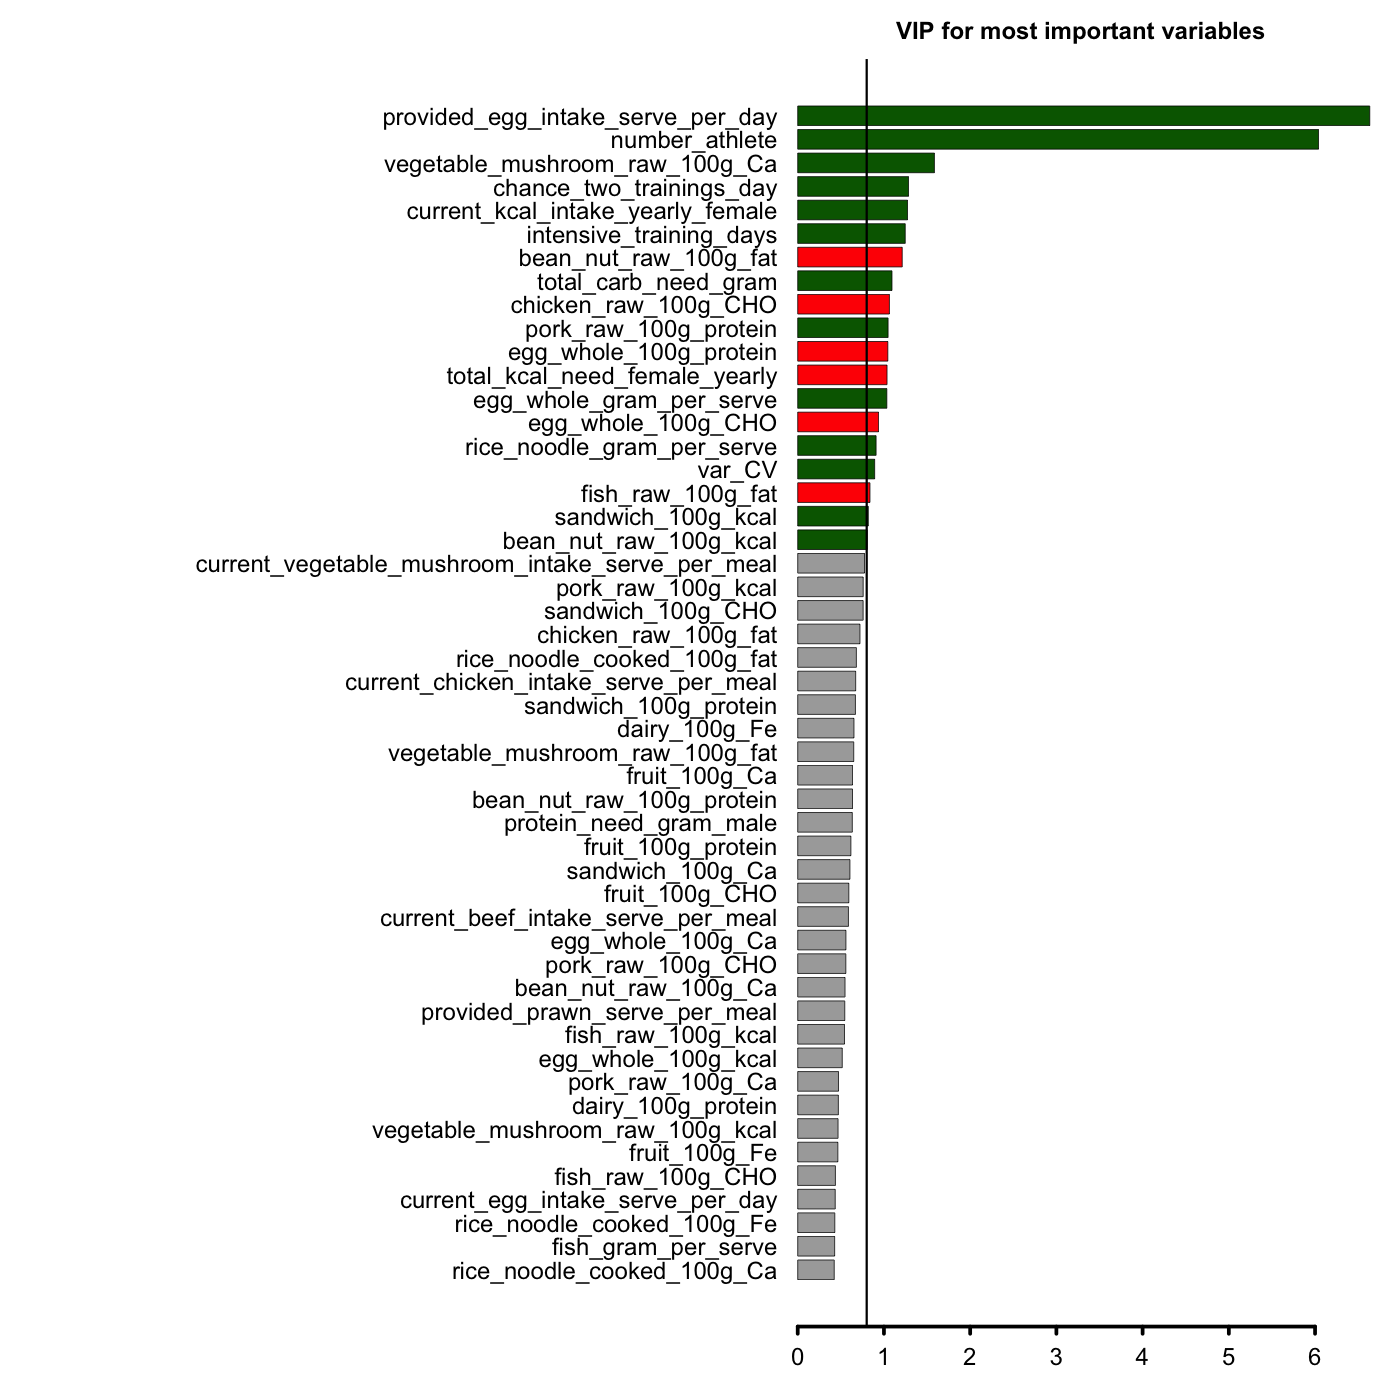 VIP for most important variables
provided_egg_intake_serve_per_day
number_athlete
vegetable_mushroom_raw_100g_Ca
chance_two_trainings_day
current_kcal_intake_yearly_female
intensive_training_days
bean_nut_raw_100g_fat
total_carb_need_gram
chicken_raw_100g_CHO
pork_raw_100g_protein
egg_whole_100g_protein
total_kcal_need_female_yearly
egg_whole_gram_per_serve
egg_whole_100g_CHO
rice_noodle_gram_per_serve
var_CV
fish_raw_100g_fat
sandwich_100g_kcal
bean_nut_raw_100g_kcal
current_vegetable_mushroom_intake_serve_per_meal
pork_raw_100g_kcal
sandwich_100g_CHO
chicken_raw_100g_fat
rice_noodle_cooked_100g_fat
current_chicken_intake_serve_per_meal
sandwich_100g_protein
dairy_100g_Fe
vegetable_mushroom_raw_100g_fat
fruit_100g_Ca
bean_nut_raw_100g_protein
protein_need_gram_male
fruit_100g_protein
sandwich_100g_Ca
fruit_100g_CHO
current_beef_intake_serve_per_meal
egg_whole_100g_Ca
pork_raw_100g_CHO
bean_nut_raw_100g_Ca
provided_prawn_serve_per_meal
fish_raw_100g_kcal
egg_whole_100g_kcal
pork_raw_100g_Ca
dairy_100g_protein
vegetable_mushroom_raw_100g_kcal
fruit_100g_Fe
fish_raw_100g_CHO
current_egg_intake_serve_per_day
rice_noodle_cooked_100g_Fe
fish_gram_per_serve
rice_noodle_cooked_100g_Ca
0 1 2 3 4 5 6